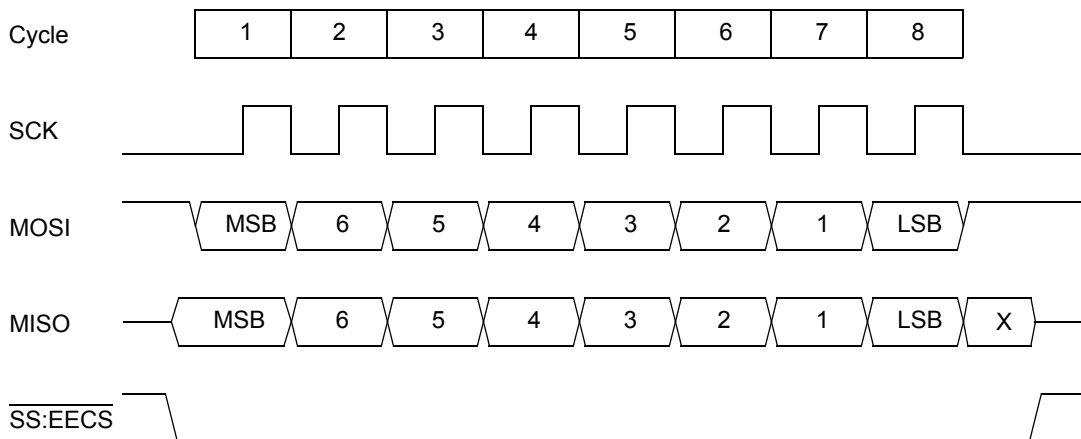 Cycle 1 2 3 4 5 6 7 8
SCK
MOSI MSB 6 5 4 3 2 1 LSB
MISO MSB 6 5 4 3 2 1 LSB X
SS:EECS